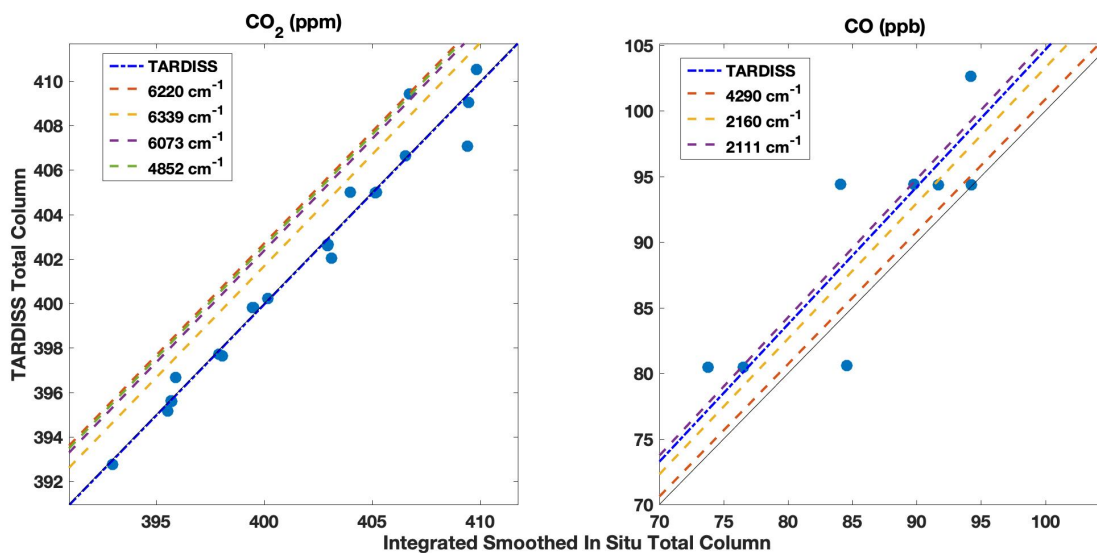 CO2 (ppm)
TARDISS Total Column
410
408
406
404
402
400
398
396
394
392
TARDISS
6220 cm-1
6339 cm-1
6073 cm-1
4852 cm-1
395
400
405
410
CO (ppb)
105
100
95
90
85
80
75
70
TARDISS
4290 cm-1
2160 cm-1
2111 cm-1
70
75
80
85
90
95
100
Integrated Smoothed In Situ Total Column